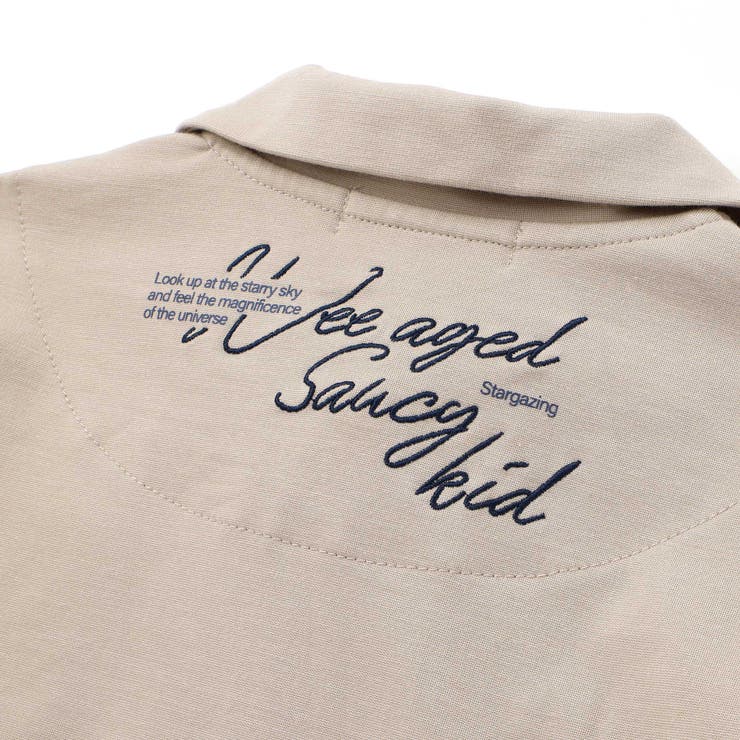 Look up at the starry sky
and feel the magnificence
of the universe
Wee aged
Saucy
Stargazing
kid